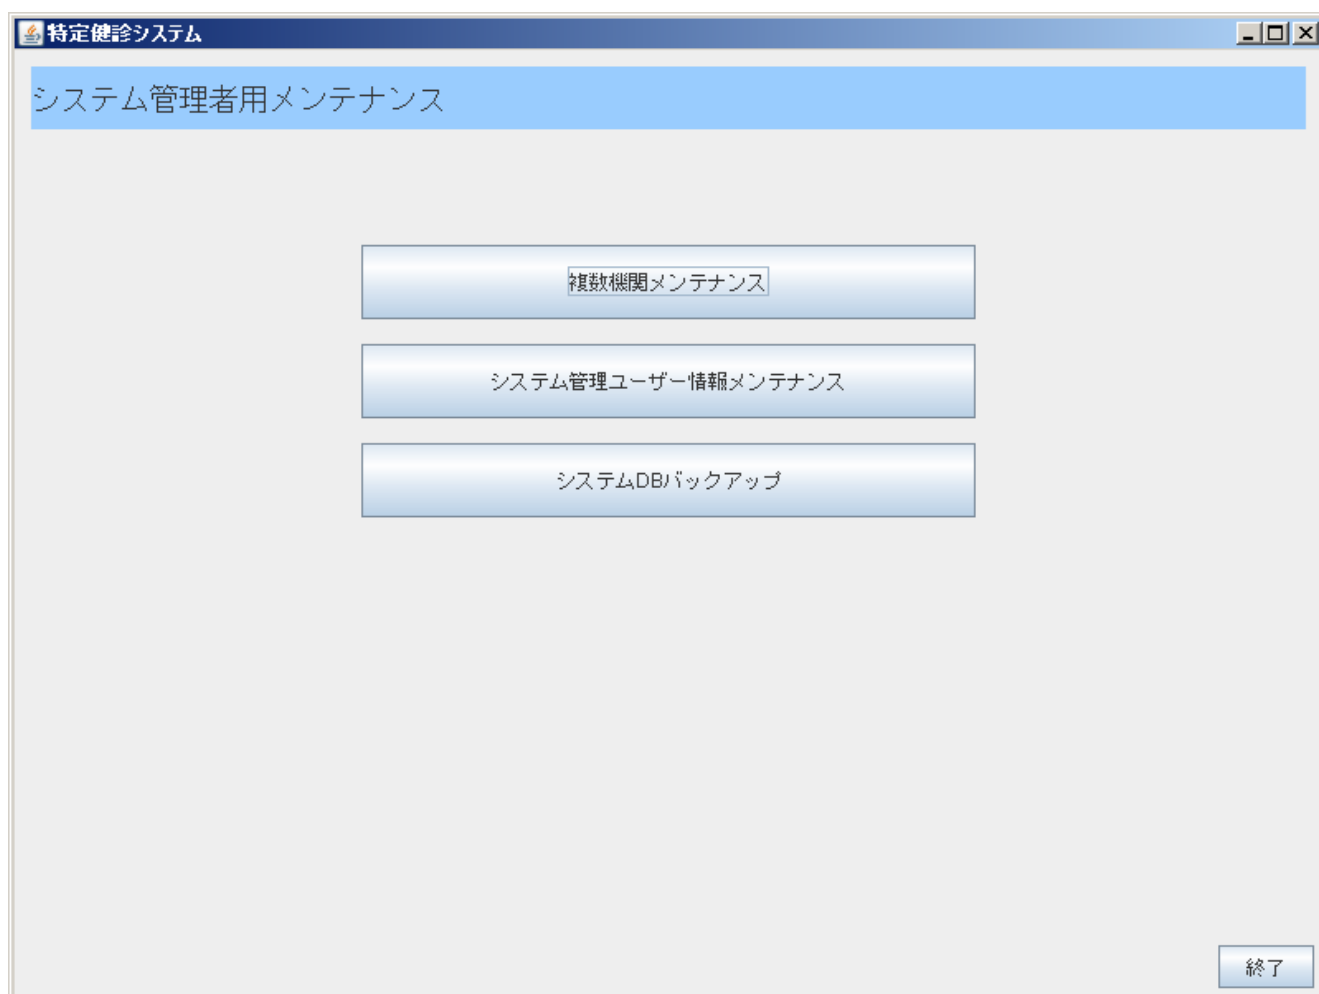 特定健診システム
システム管理者用メンテナンス
複数機関メンテナンス
システム管理ユーザー情報メンテナンス
システムDBバックアップ
終了